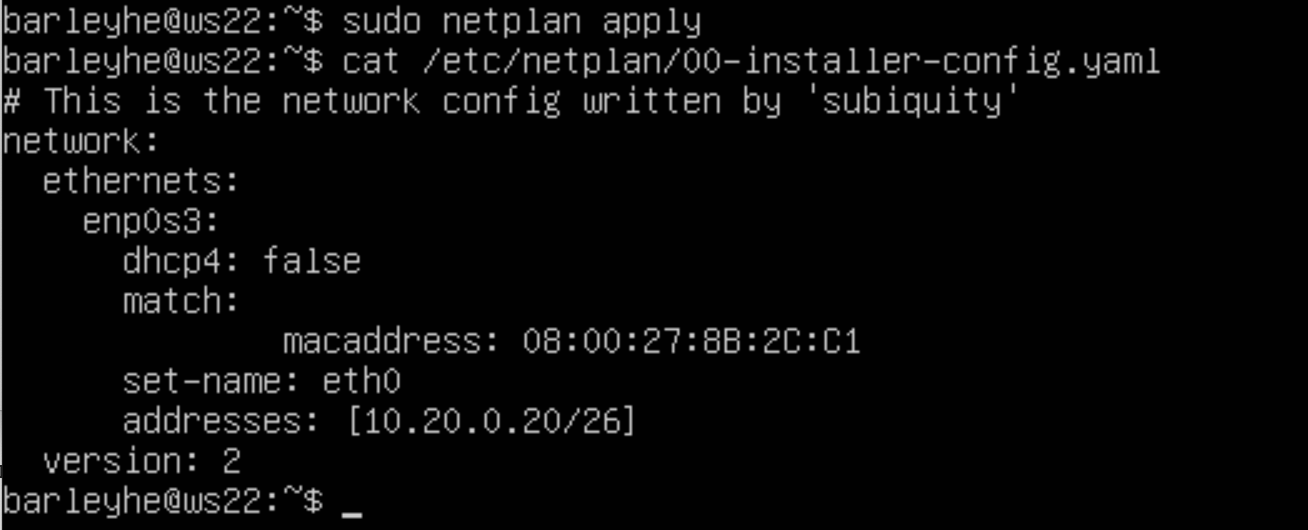 barleyhe@ws22:~$ sudo netplan apply
barleyhe@ws22:~$ cat /etc/netplan/00-installer-config.yaml
# This is the network config written by 'subiquity'
network:
  ethernets:
    enp0s3:
      dhcp4: false
      match:
              macaddress: 08:00:27:8B:2C:C1
      set-name: eth0
      addresses: [10.20.0.20/26]
  version: 2
barleyhe@ws22:~$ _